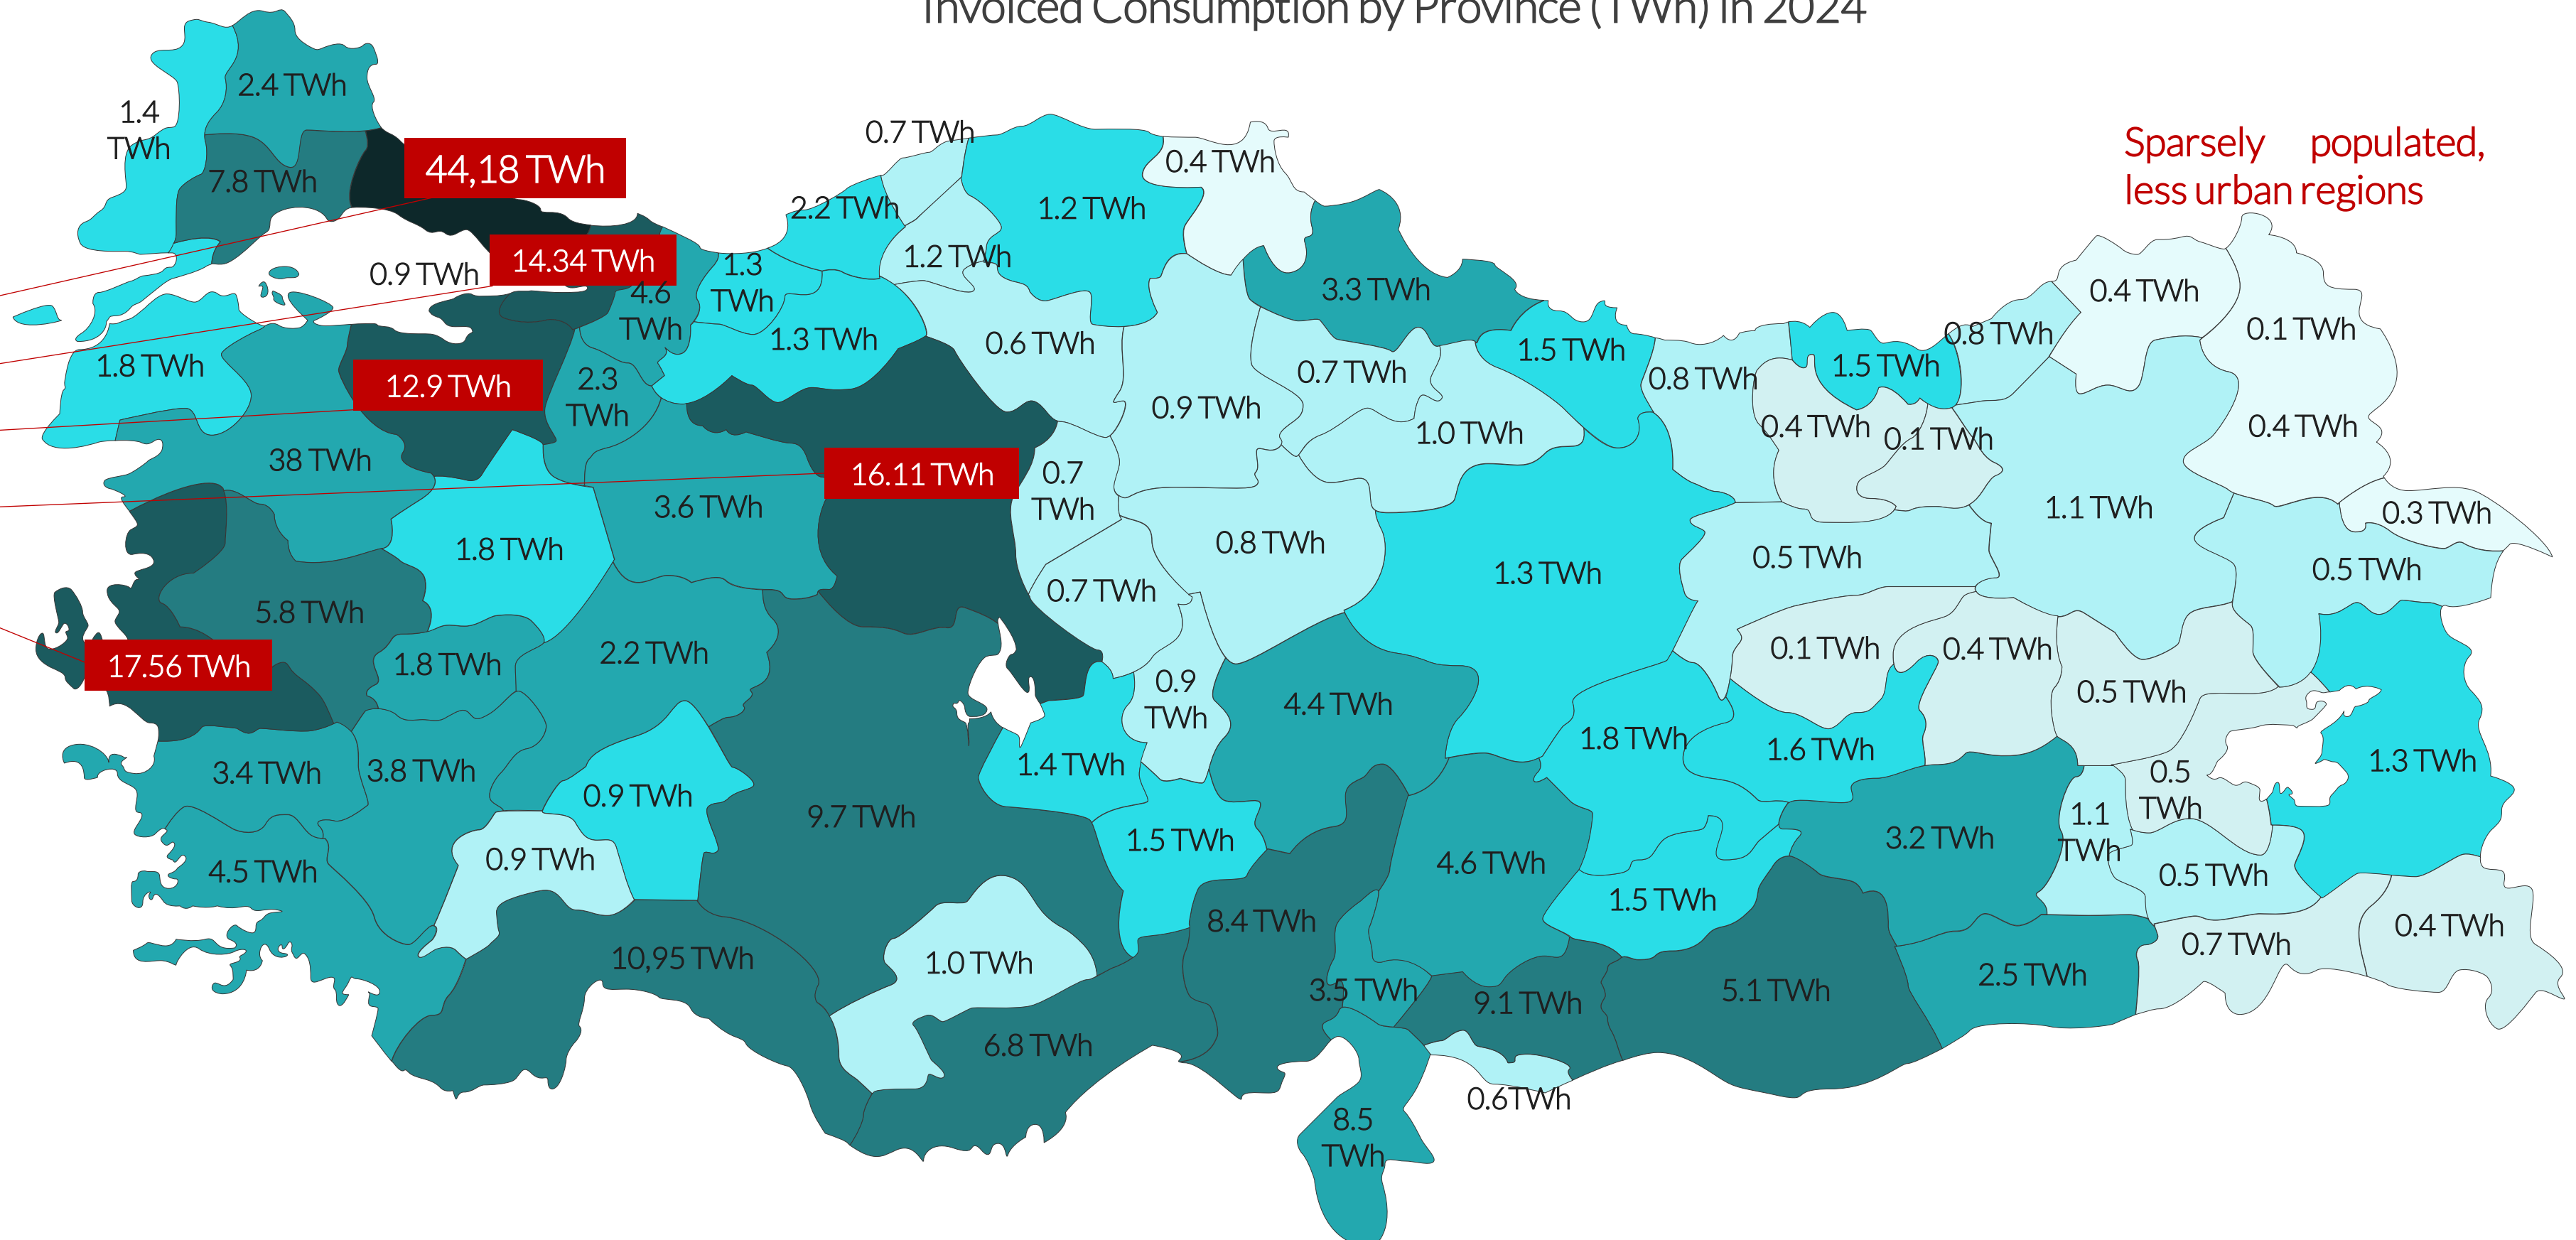 Invoiced Consumption by Province (TWh) in 2024
Sparsely populated,
less urban regions
2.4 TWh
1.4
TWh
7.8 TWh
44,18 TWh
14.34 TWh
0.9 TWh
4.6
TWh
1.3
TWh
2.2 TWh
0.7 TWh
1.2 TWh
1.2 TWh
0.4 TWh
3.3 TWh
1.3 TWh
0.6 TWh
0.7 TWh
1.5 TWh
0.8 TWh
1.5 TWh
0.8 TWh
0.4 TWh
0.1 TWh
1.8 TWh
12.9 TWh
2.3
TWh
0.9 TWh
1.0 TWh
0.4 TWh
0.1 TWh
0.4 TWh
38 TWh
16.11 TWh
0.7
TWh
3.6 TWh
1.8 TWh
0.8 TWh
1.3 TWh
0.5 TWh
1.1 TWh
0.3 TWh
0.5 TWh
5.8 TWh
0.7 TWh
17.56 TWh
1.8 TWh
2.2 TWh
0.9
TWh
4.4 TWh
0.1 TWh
0.4 TWh
0.5 TWh
3.4 TWh
3.8 TWh
0.9 TWh
9.7 TWh
1.4 TWh
1.8 TWh
1.6 TWh
0.5
TWh
1.3 TWh
4.5 TWh
0.9 TWh
1.5 TWh
4.6 TWh
3.2 TWh
1.1
TWh
0.5 TWh
10,95 TWh
1.0 TWh
8.4 TWh
1.5 TWh
0.7 TWh
0.4 TWh
6.8 TWh
3.5 TWh
9.1 TWh
5.1 TWh
2.5 TWh
0.6TWh
8.5
TWh